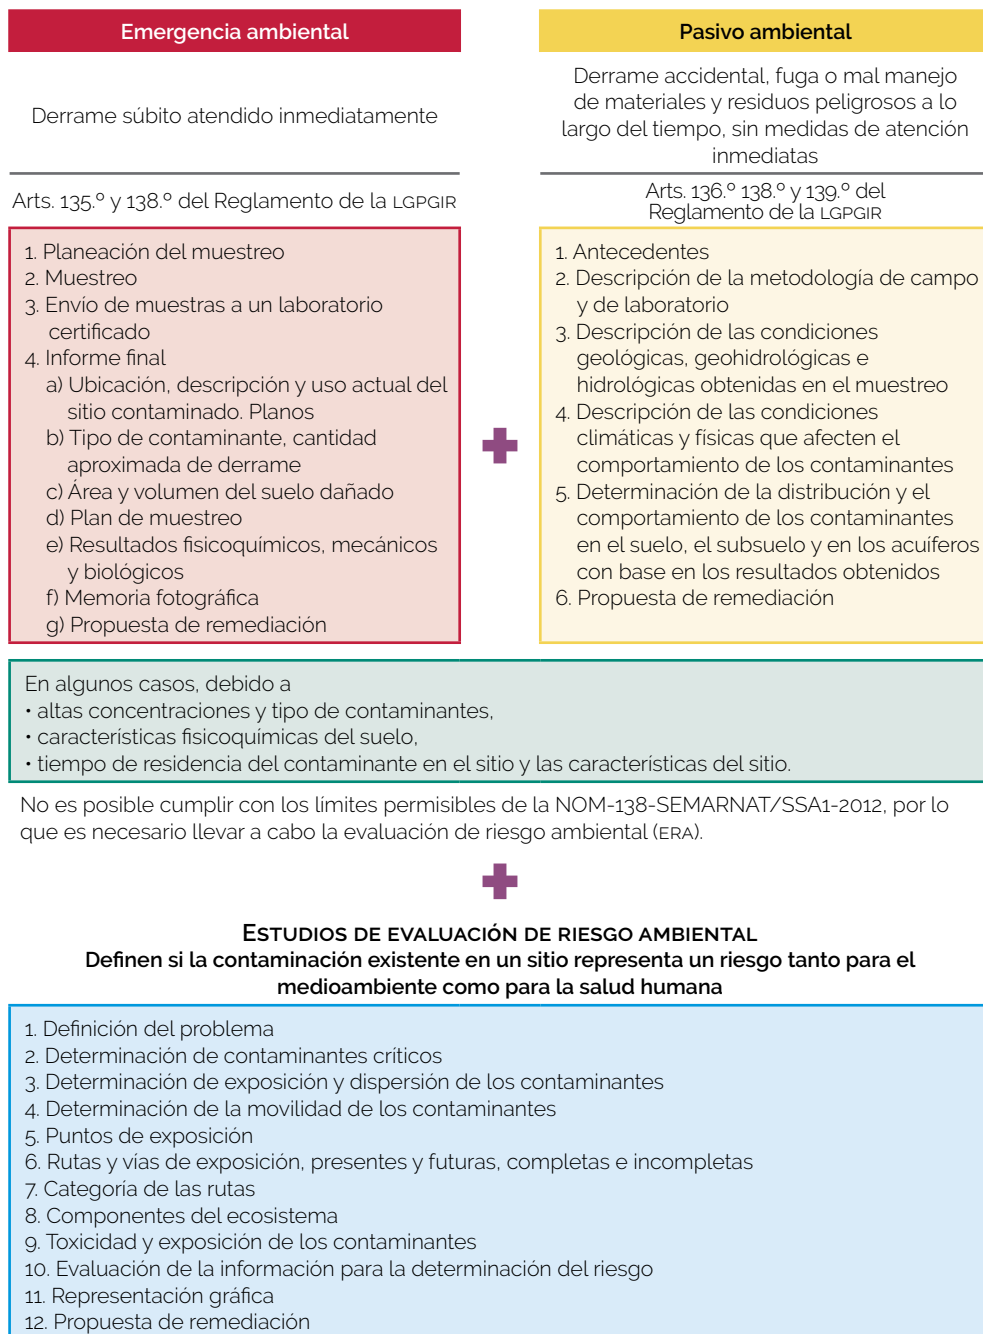 Emergencia ambiental
Derrame súbito atendido inmediatamente
Arts. 135.º y 138.º del Reglamento de la LGPGIR
1. Planeación del muestreo
2. Muestreo
3. Envío de muestras a un laboratorio
certificado
4. Informe final
a) Ubicación, descripción y uso actual del
sitio contaminado. Planos
b) Tipo de contaminante, cantidad
aproximada de derrame
c) Área y volumen del suelo dañado
d) Plan de muestreo
e) Resultados fisicoquímicos, mecánicos
y biológicos
f) Memoria fotográfica
g) Propuesta de remediación
Pasivo ambiental
Derrame accidental, fuga o mal manejo
de materiales y residuos peligrosos a lo
largo del tiempo, sin medidas de atención
inmediatas
Arts. 136.º 138.º y 139.º del
Reglamento de la LGPGIR
1. Antecedentes
2. Descripción de la metodología de campo
y de laboratorio
3. Descripción de las condiciones
geológicas, geohidrológicas e
hidrológicas obtenidas en el muestreo
4. Descripción de las condiciones
climáticas y físicas que afecten el
comportamiento de los contaminantes
5. Determinación de la distribución y el
comportamiento de los contaminantes
en el suelo, el subsuelo y en los acuíferos
con base en los resultados obtenidos
6. Propuesta de remediación
En algunos casos, debido a
• altas concentraciones y tipo de contaminantes,
• características fisicoquímicas del suelo,
• tiempo de residencia del contaminante en el sitio y las características del sitio.
No es posible cumplir con los límites permisibles de la NOM-138-SEMARNAT/SSA1-2012, por lo
que es necesario llevar a cabo la evaluación de riesgo ambiental (ERA).
ESTUDIOS DE EVALUACIÓN DE RIESGO AMBIENTAL
Definen si la contaminación existente en un sitio representa un riesgo tanto para el
medioambiente como para la salud humana
1. Definición del problema
2. Determinación de contaminantes críticos
3. Determinación de exposición y dispersión de los contaminantes
4. Determinación de la movilidad de los contaminantes
5. Puntos de exposición
6. Rutas y vías de exposición, presentes y futuras, completas e incompletas
7. Categoría de las rutas
8. Componentes del ecosistema
9. Toxicidad y exposición de los contaminantes
10. Evaluación de la información para la determinación del riesgo
11. Representación gráfica
12. Propuesta de remediación